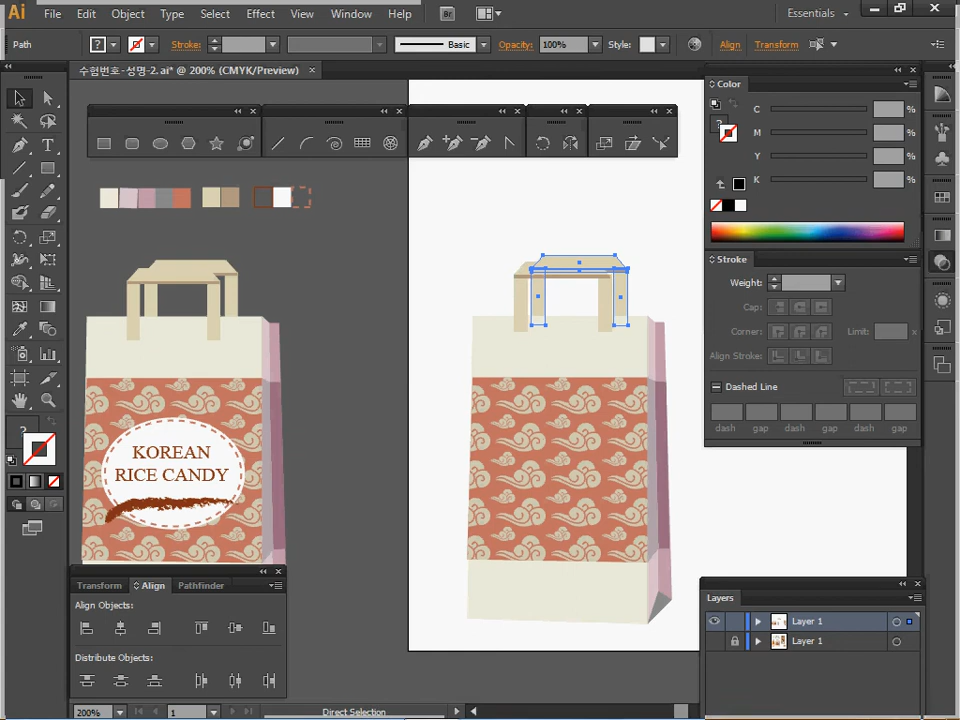 Ai File Edit Object Type Select Effect View Window Help Br Essentials
Path ? Stroke: Basic Opacity: 100% Style: Align Transform
수험번호-성명-2.ai* @ 200% (CMYK/Preview) ×
Color
C %
M %
Y %
K %
Stroke
Weight:
Cap:
Corner: Limit: x
Align Stroke:
Dashed Line
dash gap dash gap dash gap
KOREAN
RICE CANDY
Transform Align Pathfinder
Align Objects:
Distribute Objects:
Layers
Layer 1
Layer 1
200% 1 Direct Selection